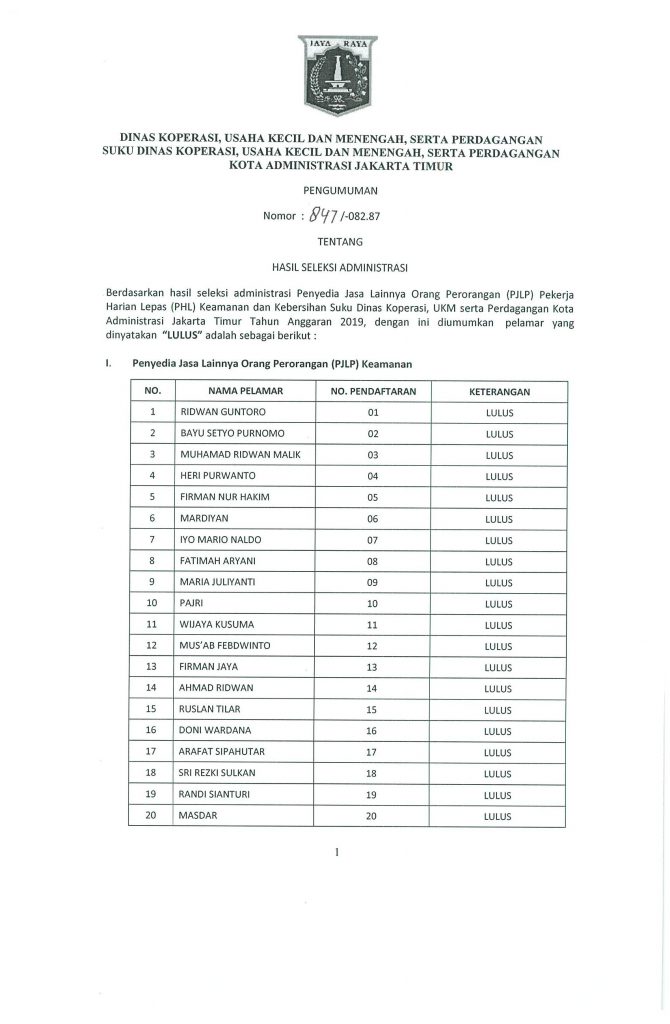 JAYA RAYA
DINAS KOPERASI, USAHA KECIL DAN MENENGAH, SERTA PERDAGANGAN
SUKU DINAS KOPERASI, USAHA KECIL DAN MENENGAH, SERTA PERDAGANGAN
KOTA ADMINISTRASI JAKARTA TIMUR
PENGUMUMAN
Nomor : 847/-082.87
TENTANG
HASIL SELEKSI ADMINISTRASI
Berdasarkan hasil seleksi administrasi Penyedia Jasa Lainnya Orang Perorangan (PJLP) Pekerja
Harian Lepas (PHL) Keamanan dan Kebersihan Suku Dinas Koperasi, UKM serta Perdagangan Kota
Administrasi Jakarta Timur Tahun Anggaran 2019, dengan ini diumumkan pelamar yang
dinyatakan "LULUS" adalah sebagai berikut :
I. Penyedia Jasa Lainnya Orang Perorangan (PJLP) Keamanan
NO. NAMA PELAMAR NO. PENDAFTARAN KETERANGAN
1 RIDWAN GUNTORO 01 LULUS
2 BAYU SETYO PURNOMO 02 LULUS
3 MUHAMAD RIDWAN MALIK 03 LULUS
4 HERI PURWANTO 04 LULUS
5 FIRMAN NUR HAKIM 05 LULUS
6 MARDIYAN 06 LULUS
7 IYO MARIO NALDO 07 LULUS
8 FATIMAH ARYANI 08 LULUS
9 MARIA JULIYANTI 09 LULUS
10 PAJRI 10 LULUS
11 WIJAYA KUSUMA 11 LULUS
12 MUS'AB FEBDWINTO 12 LULUS
13 FIRMAN JAYA 13 LULUS
14 AHMAD RIDWAN 14 LULUS
15 RUSLAN TILAR 15 LULUS
16 DONI WARDANA 16 LULUS
17 ARAFAT SIPAHUTAR 17 LULUS
18 SRI REZKI SULKAN 18 LULUS
19 RANDI SIANTURI 19 LULUS
20 MASDAR 20 LULUS
1